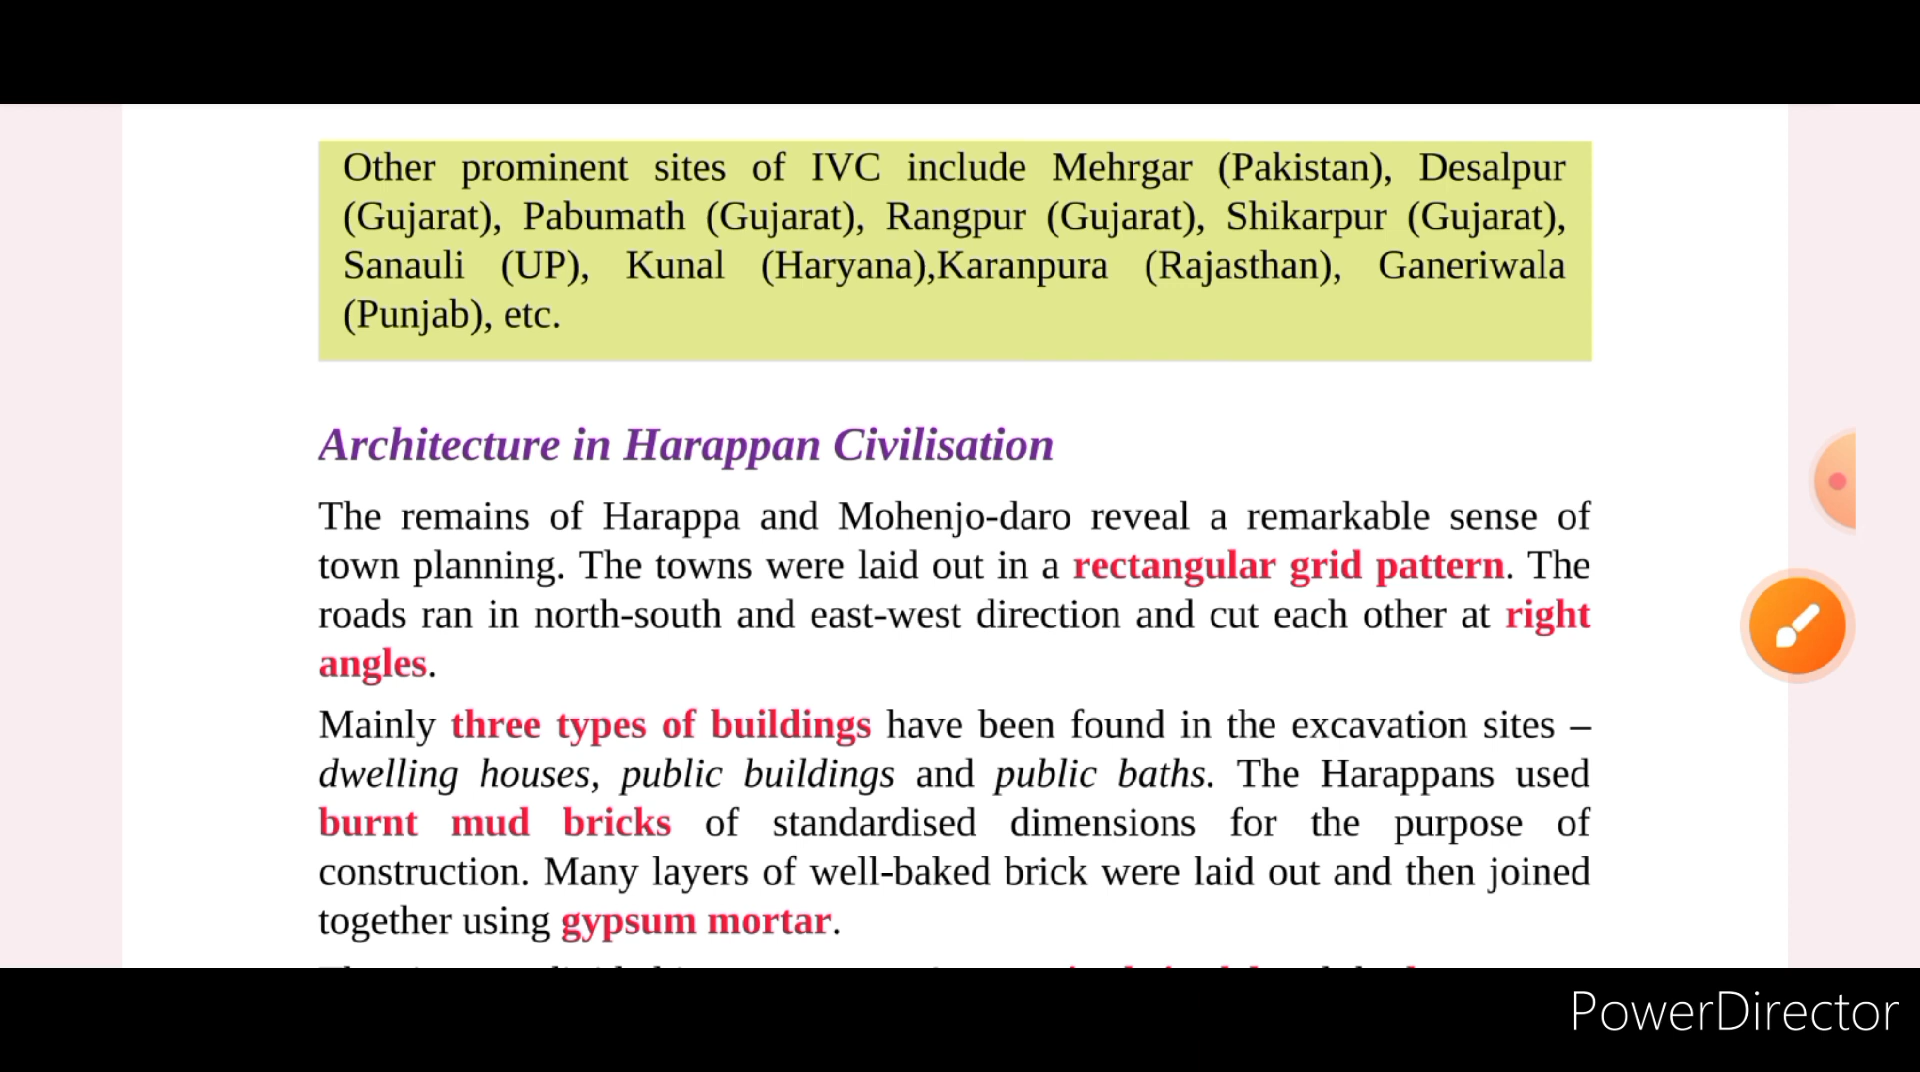 Other prominent sites of IVC include Mehrgar (Pakistan), Desalpur
(Gujarat), Pabumath (Gujarat), Rangpur (Gujarat), Shikarpur (Gujarat),
Sanauli (UP), Kunal (Haryana),Karanpura (Rajasthan), Ganeriwala
(Punjab), etc.
Architecture in Harappan Civilisation
The remains of Harappa and Mohenjo-daro reveal a remarkable sense of
town planning. The towns were laid out in a rectangular grid pattern. The
roads ran in north-south and east-west direction and cut each other at right
angles.
Mainly three types of buildings have been found in the excavation sites –
dwelling houses, public buildings and public baths. The Harappans used
burnt mud bricks of standardised dimensions for the purpose of
construction. Many layers of well-baked brick were laid out and then joined
together using gypsum mortar.
PowerDirector